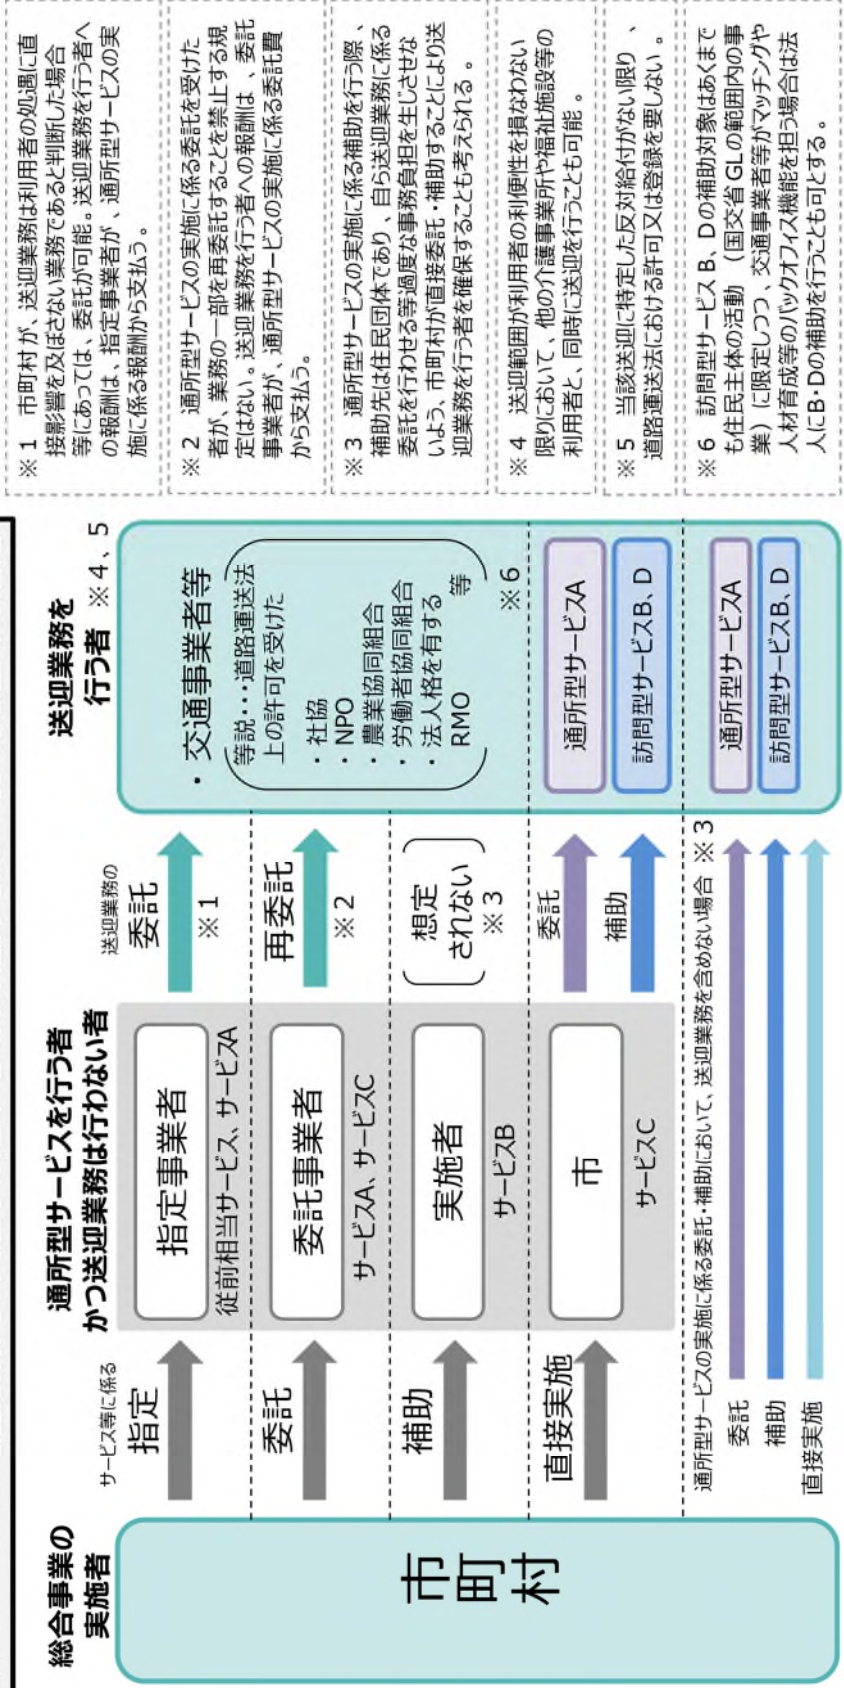 総合事業の
実施者
通所型サービスを行う者
かつ送迎業務は行わない者
送迎業務を
行う者 ※4、5
市町村
サービス等に係る
指定
指定事業者
従前相当サービス、サービスA
送迎業務の
委託
※1
委託
委託事業者
サービスA、サービスC
再委託
※2
補助
実施者
サービスB
想定
されない
※3
直接実施
市
サービスC
委託
補助
・交通事業者等
等説・・・道路運送法
上の許可を受けた
・社協
・NPO
・農業協同組合
・労働者協同組合
・法人格を有する
RMO 等
※6
通所型サービスA
訪問型サービスB、D
通所型サービスの実施に係る委託・補助において、送迎業務を含めない場合 ※3
委託
補助
直接実施
通所型サービスA
訪問型サービスB、D
※1 市町村が、送迎業務は利用者の処遇に直
接影響を及ぼさない業務であると判断した場合
等にあっては、委託が可能。送迎業務を行う者へ
の報酬は、指定事業者が、通所型サービスの実
施に係る報酬から支払う。
※2 通所型サービスの実施に係る委託を受けた
者が、業務の一部を再委託することを禁止する規
定はない。送迎業務を行う者への報酬は、委託
事業者が、通所型サービスの実施に係る委託費
から支払う。
※3 通所型サービスの実施に係る補助を行う際、
補助先は住民団体であり、自ら送迎業務に係る
委託を行わせる等過度な事務負担を生じさせな
いよう、市町村が直接委託・補助することにより送
迎業務を行う者を確保することも考えられる。
※4 送迎範囲が利用者の利便性を損なわない
限りにおいて、他の介護事業所や福祉施設等の
利用者と、同時に送迎を行うことも可能。
※5 当該送迎に特定した反対給付がない限り、
道路運送法における許可又は登録を要しない。
※6 訪問型サービスB、Dの補助対象はあくまで
も住民主体の活動（国交省GLの範囲内の事
業）に限定しつつ、交通事業者等がマッチングや
人材育成等のバックオフィス機能を担う場合は法
人にB・Dの補助を行うことも可とする。